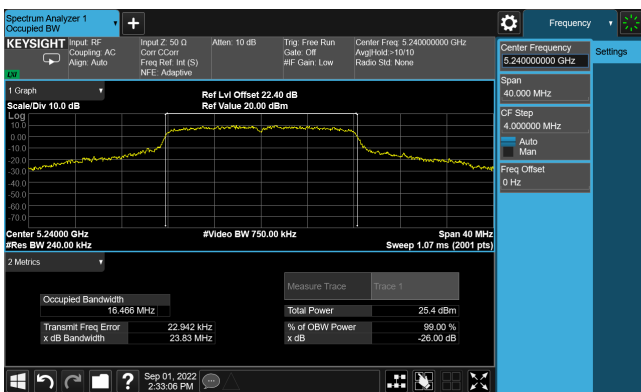 Spectrum Analyzer 1
Occupied BW
Frequency
KEYSIGHT
Input: RF
Coupling: AC
Align: Auto
Input Z: 50 Ω
Corr CCorr
Freq Ref: Int (S)
NFE: Adaptive
Atten: 10 dB
Trig: Free Run
Gate: Off
#IF Gain: Low
Center Freq: 5.240000000 GHz
Avg|Hold:>10/10
Radio Std: None
LXI
Center Frequency
5.240000000 GHz
Settings
Span
40.000 MHz
CF Step
4.000000 MHz
Auto
Man
Freq Offset
0 Hz
1 Graph
Ref Lvl Offset 22.40 dB
Scale/Div 10.0 dB
Ref Value 20.00 dBm
Log
10.0
0.00
-10.0
-20.0
-30.0
-40.0
-50.0
-60.0
-70.0
Center 5.24000 GHz
#Video BW 750.00 kHz
Span 40 MHz
#Res BW 240.00 kHz
Sweep 1.07 ms (2001 pts)
2 Metrics
Measure Trace
Trace 1
Occupied Bandwidth
16.466 MHz
Total Power
25.4 dBm
Transmit Freq Error
22.942 kHz
% of OBW Power
99.00 %
x dB Bandwidth
23.83 MHz
x dB
-26.00 dB
Sep 01, 2022
2:33:06 PM